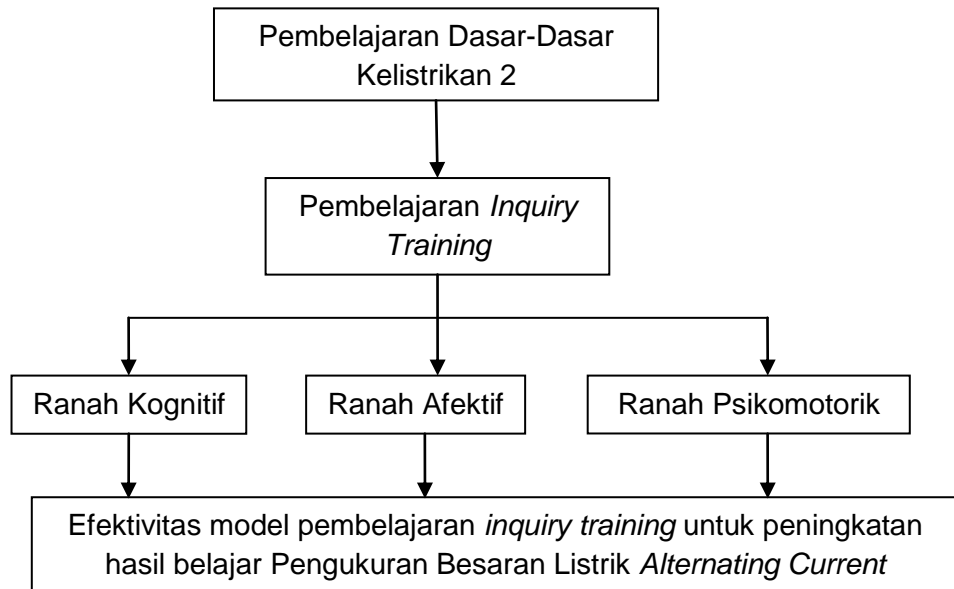 Pembelajaran Dasar-Dasar
Kelistrikan 2
Pembelajaran Inquiry
Training
Ranah Kognitif
Ranah Afektif
Ranah Psikomotorik
Efektivitas model pembelajaran inquiry training untuk peningkatan
hasil belajar Pengukuran Besaran Listrik Alternating Current